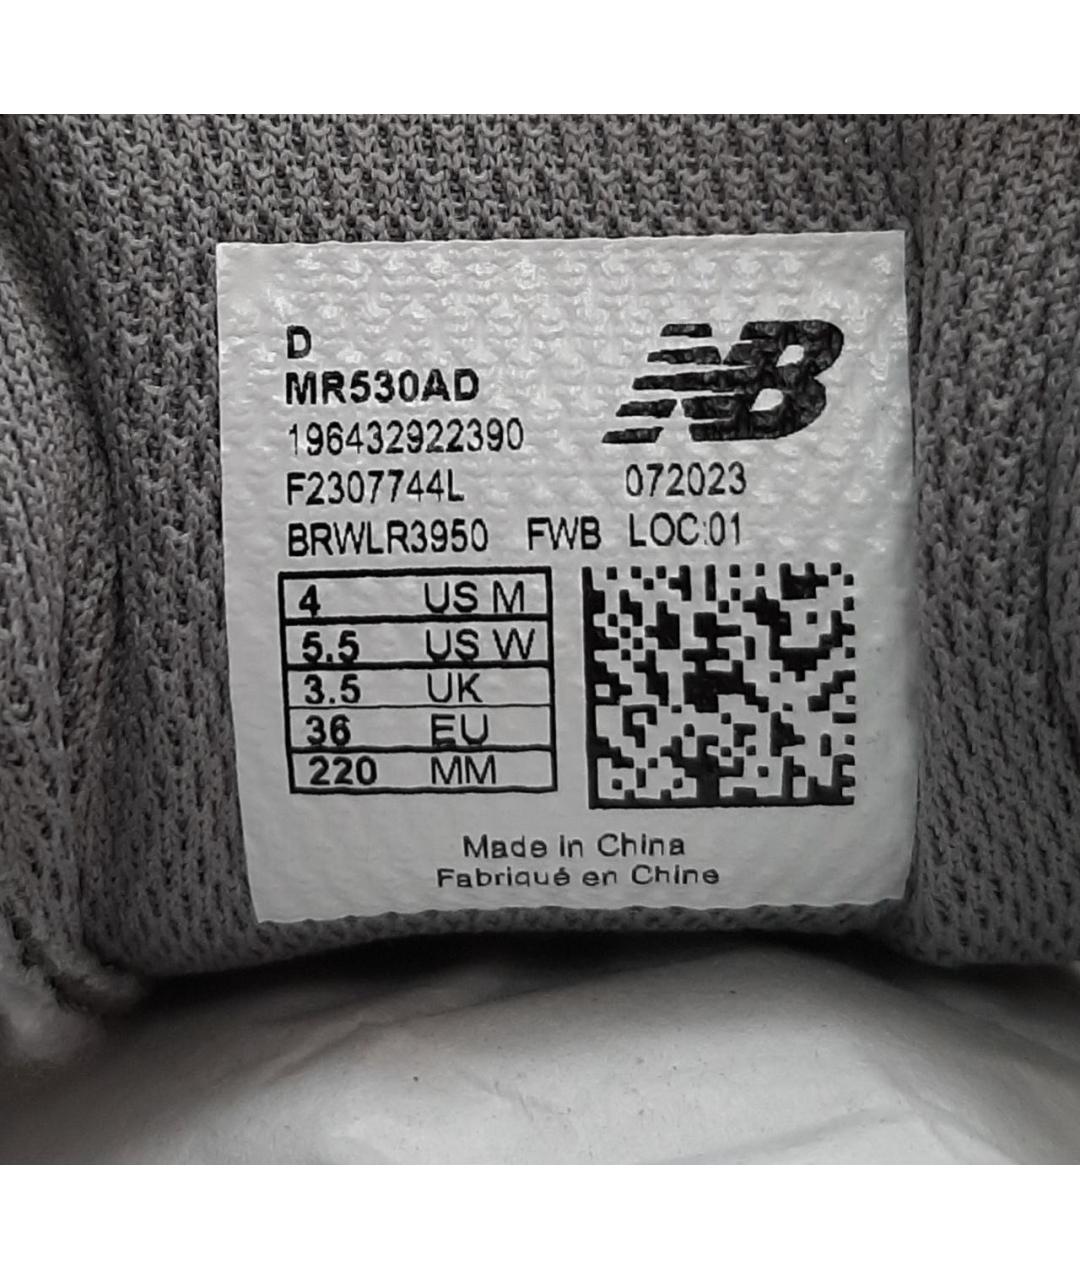 D
MR530AD
NB
196432922390
F2307744L 072023
BRWLR3950 FWB LOC:01
4 US M
5.5 US W
3.5 UK
36 EU
220 MM
Made in China
Fabriqué en Chine